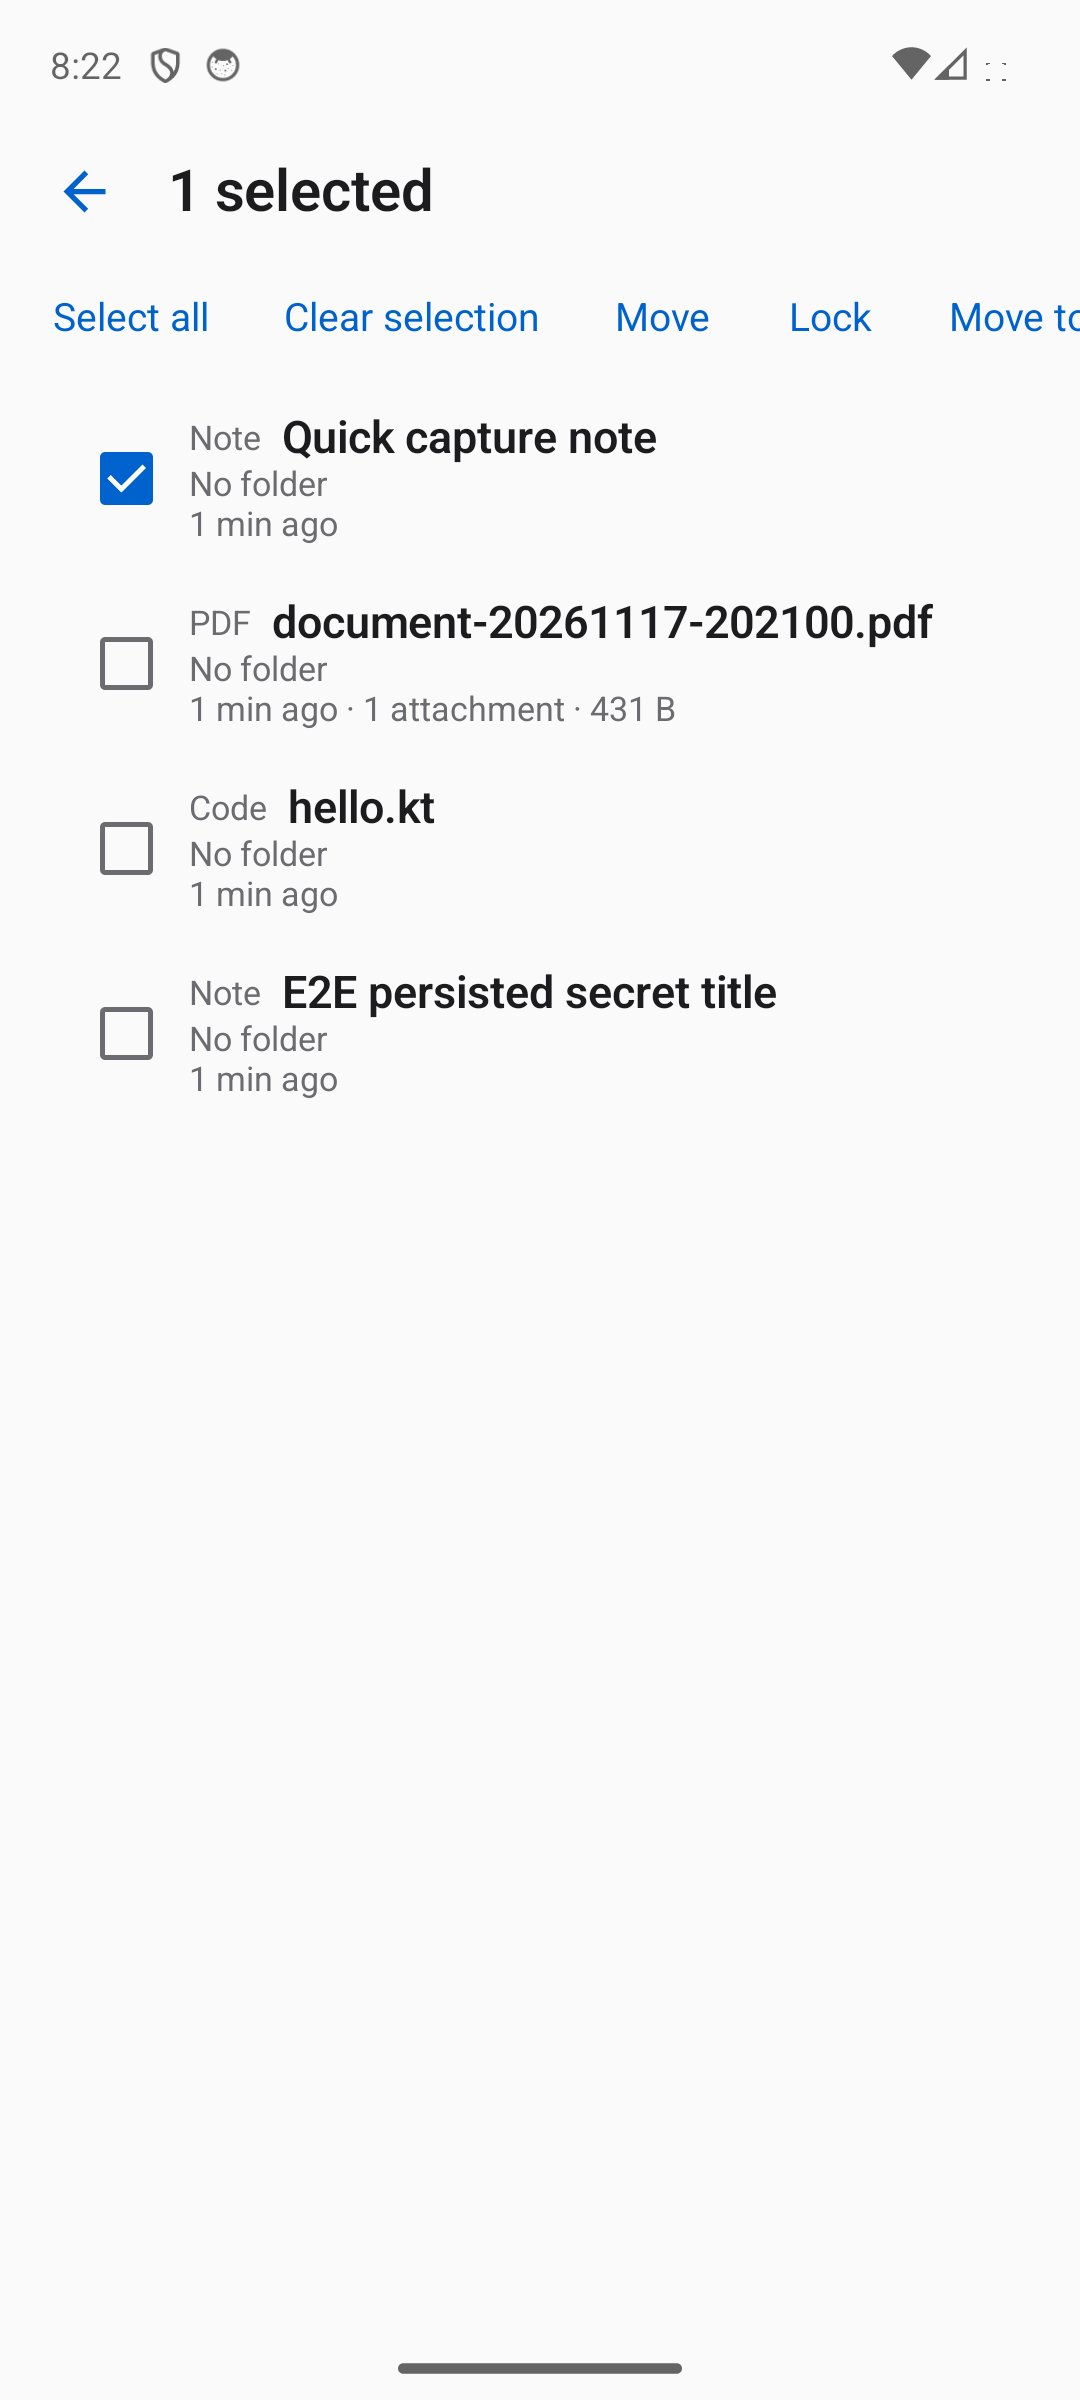 8:22
1 selected
Select all Clear selection Move Lock Move to
Note Quick capture note
No folder
1 min ago
PDF document-20261117-202100.pdf
No folder
1 min ago · 1 attachment · 431 B
Code hello.kt
No folder
1 min ago
Note E2E persisted secret title
No folder
1 min ago